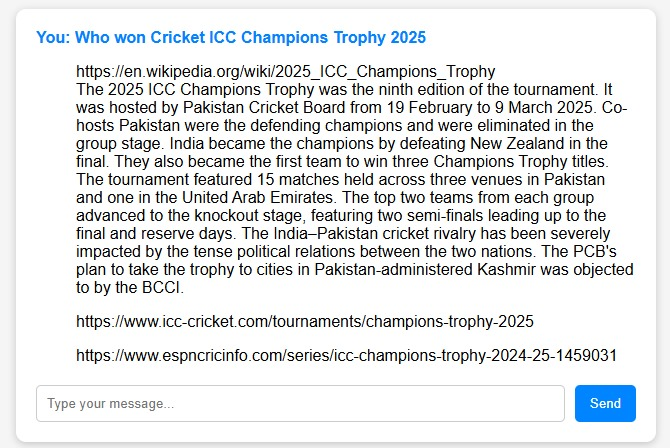 You: Who won Cricket ICC Champions Trophy 2025
https://en.wikipedia.org/wiki/2025_ICC_Champions_Trophy
The 2025 ICC Champions Trophy was the ninth edition of the tournament. It
was hosted by Pakistan Cricket Board from 19 February to 9 March 2025. Co-
hosts Pakistan were the defending champions and were eliminated in the
group stage. India became the champions by defeating New Zealand in the
final. They also became the first team to win three Champions Trophy titles.
The tournament featured 15 matches held across three venues in Pakistan
and one in the United Arab Emirates. The top two teams from each group
advanced to the knockout stage, featuring two semi-finals leading up to the
final and reserve days. The India–Pakistan cricket rivalry has been severely
impacted by the tense political relations between the two nations. The PCB's
plan to take the trophy to cities in Pakistan-administered Kashmir was objected
to by the BCCI.
https://www.icc-cricket.com/tournaments/champions-trophy-2025
https://www.espncricinfo.com/series/icc-champions-trophy-2024-25-1459031
Type your message...
Send